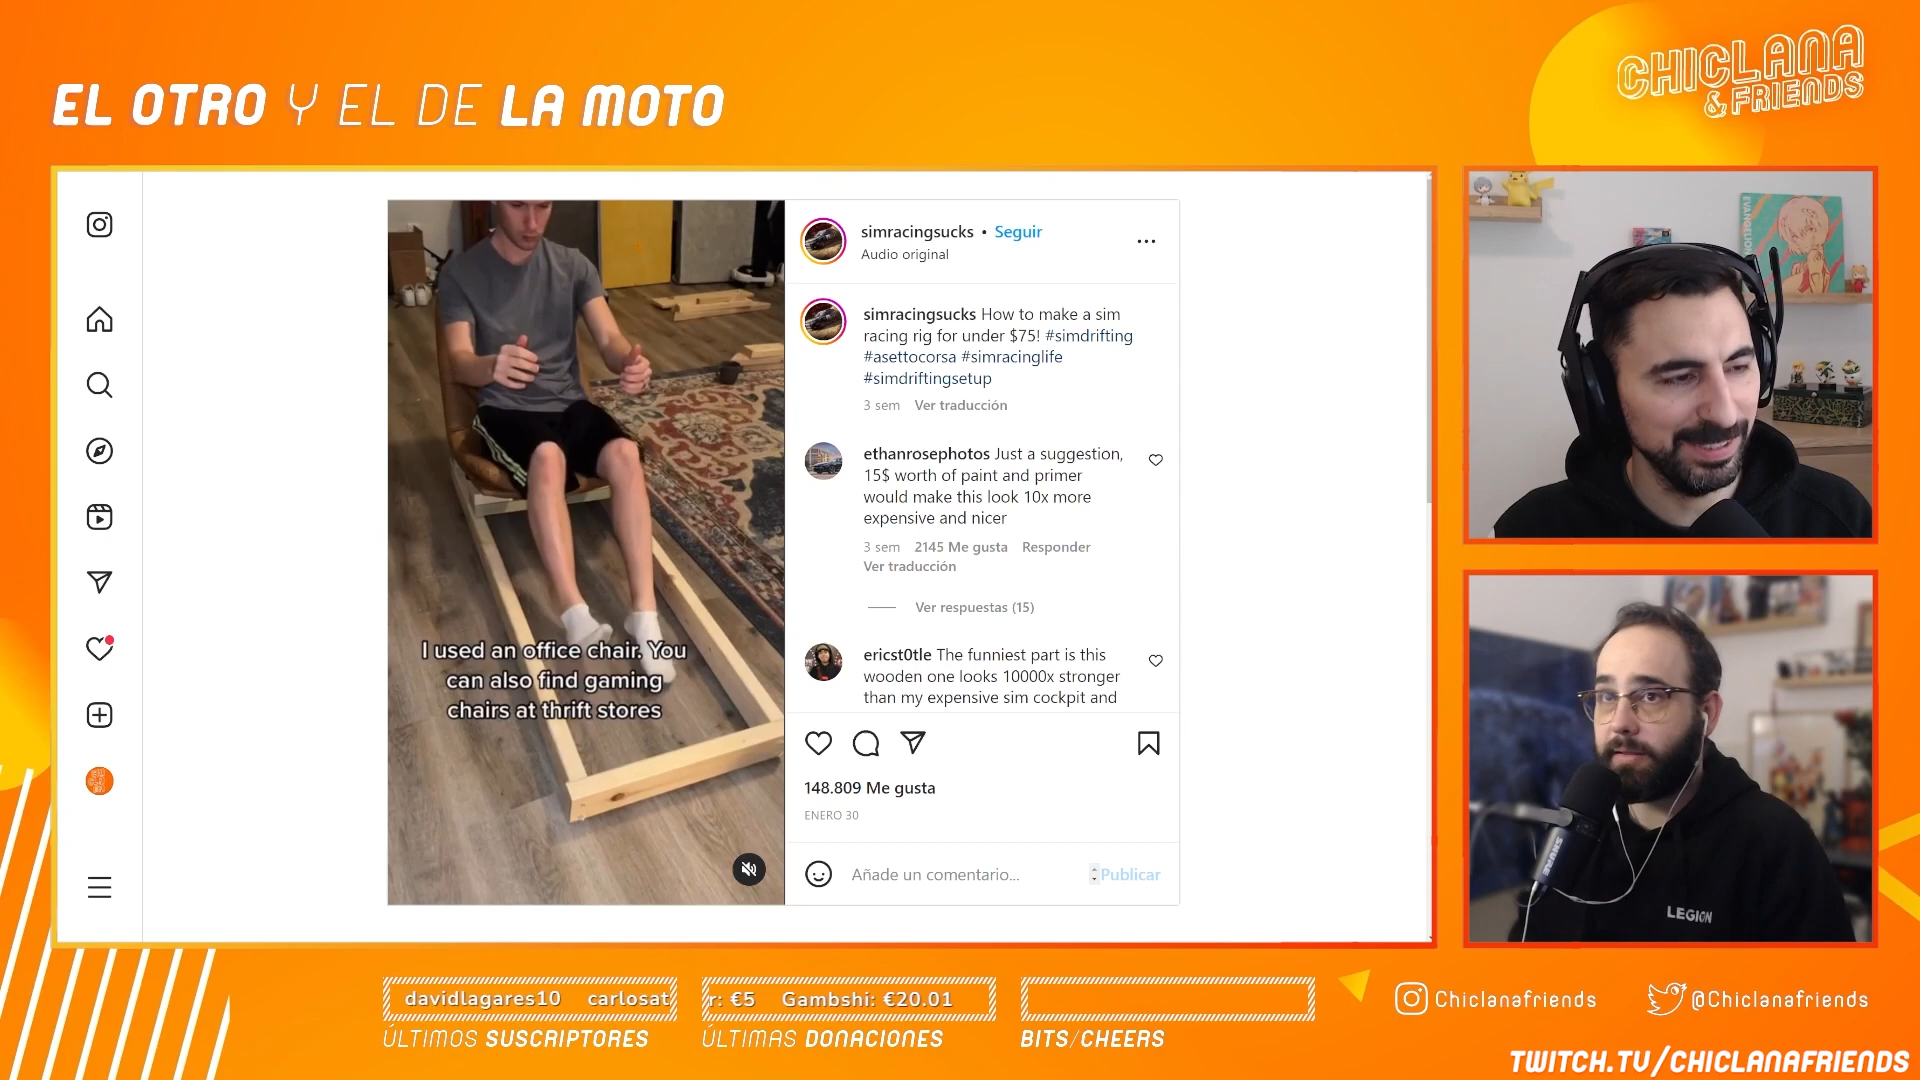 EL OTRO Y EL DE LA MOTO
CHICLANA
& FRIENDS
simracingsucks • Seguir
Audio original
simracingsucks How to make a sim
racing rig for under $75! #simdrifting
#asettocorsa #simracinglife
#simdriftingsetup
3 sem Ver traducción
ethanrosephotos Just a suggestion,
15$ worth of paint and primer
would make this look 10x more
expensive and nicer
3 sem 2145 Me gusta Responder
Ver traducción
Ver respuestas (15)
ericst0tle The funniest part is this
wooden one looks 10000x stronger
than my expensive sim cockpit and
148.809 Me gusta
ENERO 30
Añade un comentario...
Publicar
I used an office chair. You
can also find gaming
chairs at thrift stores
EVANGELION
SHURE
LEGION
davidlagares10 carlosat
r: €5 Gambshi: €20.01
ÚLTIMOS SUSCRIPTORES
ÚLTIMAS DONACIONES
BITS/CHEERS
Chiclanafriends
@Chiclanafriends
TWITCH.TV/CHICLANAFRIENDS